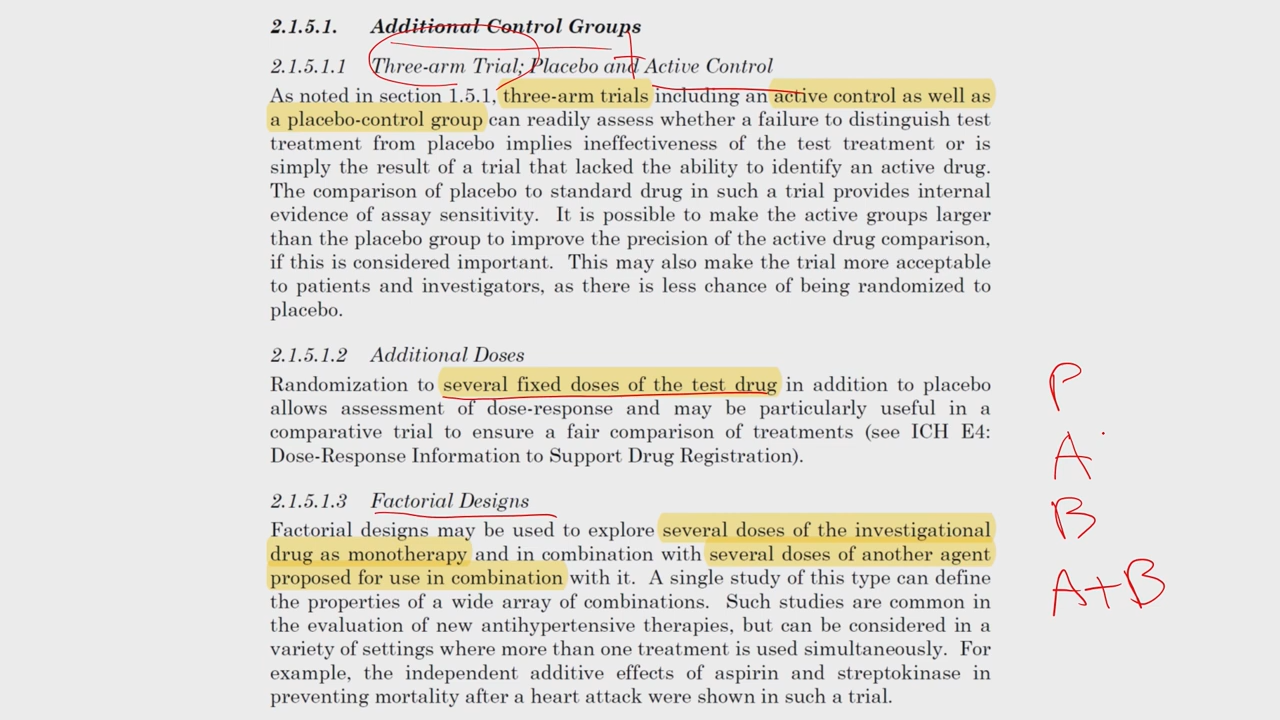 2.1.5.1. Additional Control Groups
2.1.5.1.1 Three-arm Trial; Placebo and Active Control
As noted in section 1.5.1, three-arm trials including an active control as well as
a placebo-control group can readily assess whether a failure to distinguish test
treatment from placebo implies ineffectiveness of the test treatment or is
simply the result of a trial that lacked the ability to identify an active drug.
The comparison of placebo to standard drug in such a trial provides internal
evidence of assay sensitivity. It is possible to make the active groups larger
than the placebo group to improve the precision of the active drug comparison,
if this is considered important. This may also make the trial more acceptable
to patients and investigators, as there is less chance of being randomized to
placebo.
2.1.5.1.2 Additional Doses
Randomization to several fixed doses of the test drug in addition to placebo
allows assessment of dose-response and may be particularly useful in a
comparative trial to ensure a fair comparison of treatments (see ICH E4:
Dose-Response Information to Support Drug Registration).
2.1.5.1.3 Factorial Designs
Factorial designs may be used to explore several doses of the investigational
drug as monotherapy and in combination with several doses of another agent
proposed for use in combination with it. A single study of this type can define
the properties of a wide array of combinations. Such studies are common in
the evaluation of new antihypertensive therapies, but can be considered in a
variety of settings where more than one treatment is used simultaneously. For
example, the independent additive effects of aspirin and streptokinase in
preventing mortality after a heart attack were shown in such a trial.
P
A
B
A+B